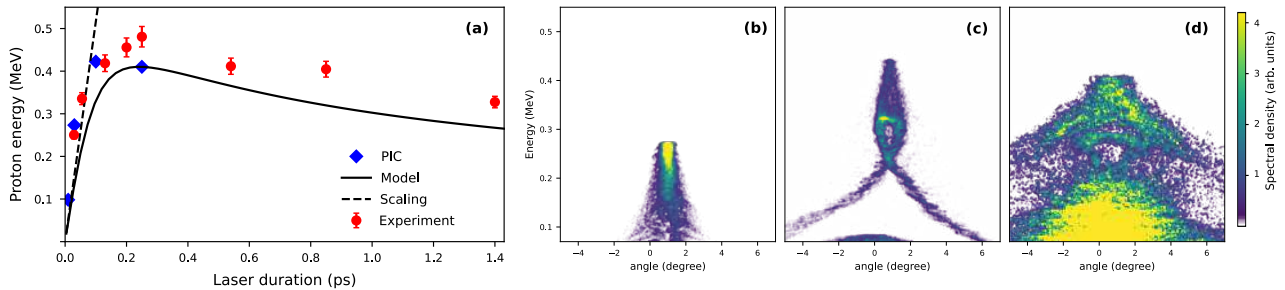 (a)
Proton energy (MeV)
0.5
0.4
0.3
0.2
0.1
PIC
Model
Scaling
Experiment
0.0 0.2 0.4 0.6 0.8 1.0 1.2 1.4
Laser duration (ps)
(b)
Energy (MeV)
0.5
0.4
0.3
0.2
0.1
−4 −2 0 2 4 6
angle (degree)
(c)
−4 −2 0 2 4 6
angle (degree)
(d)
−4 −2 0 2 4 6
angle (degree)
4
3
2
1
Spectral density (arb. units)